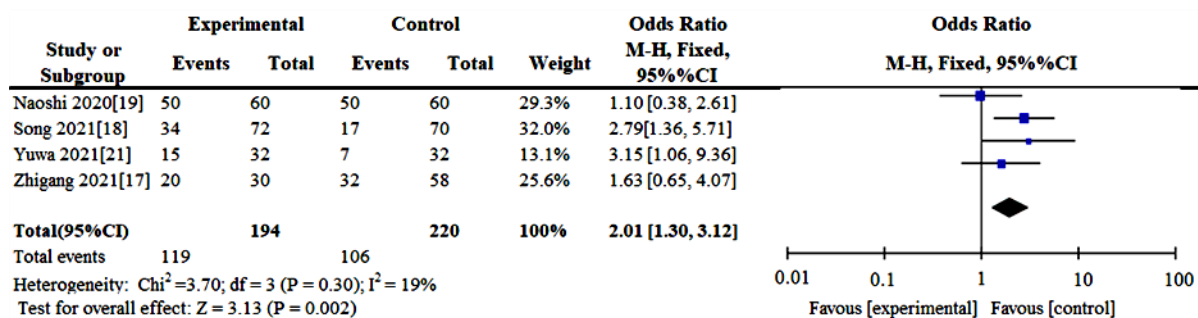 Experimental Control Odds Ratio Odds Ratio
Study or Subgroup Events Total Events Total Weight M-H, Fixed, 95%%CI M-H, Fixed, 95%%CI
Naoshi 2020[19] 50 60 50 60 29.3% 1.10 [0.38, 2.61]
Song 2021[18] 34 72 17 70 32.0% 2.79[1.36, 5.71]
Yuwa 2021[21] 15 32 7 32 13.1% 3.15 [1.06, 9.36]
Zhigang 2021[17] 20 30 32 58 25.6% 1.63 [0.65, 4.07]
Total(95%CI) 194 220 100% 2.01 [1.30, 3.12]
Total events 119 106
Heterogeneity: Chi² =3.70; df = 3 (P = 0.30); I² = 19%
Test for overall effect: Z = 3.13 (P = 0.002)
0.01 0.1 1 10 100
Favous [experimental] Favous [control]